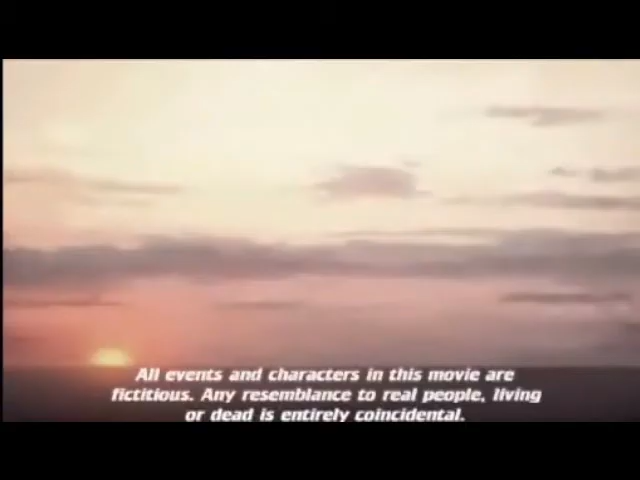 All events and characters in this movie are
fictitious. Any resemblance to real people, living
or dead is entirely coincidental.